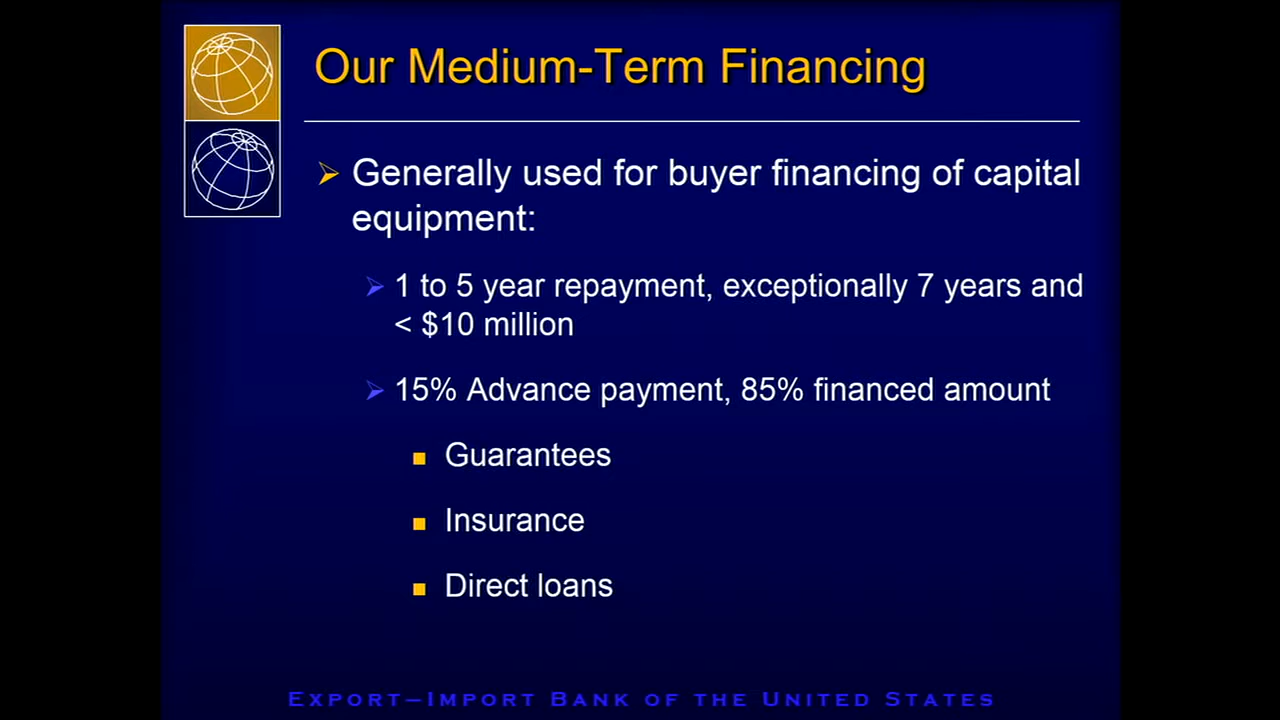 Our Medium-Term Financing
Generally used for buyer financing of capital
equipment:
1 to 5 year repayment, exceptionally 7 years and
< $10 million
15% Advance payment, 85% financed amount
Guarantees
Insurance
Direct loans
Export–Import Bank of the United States